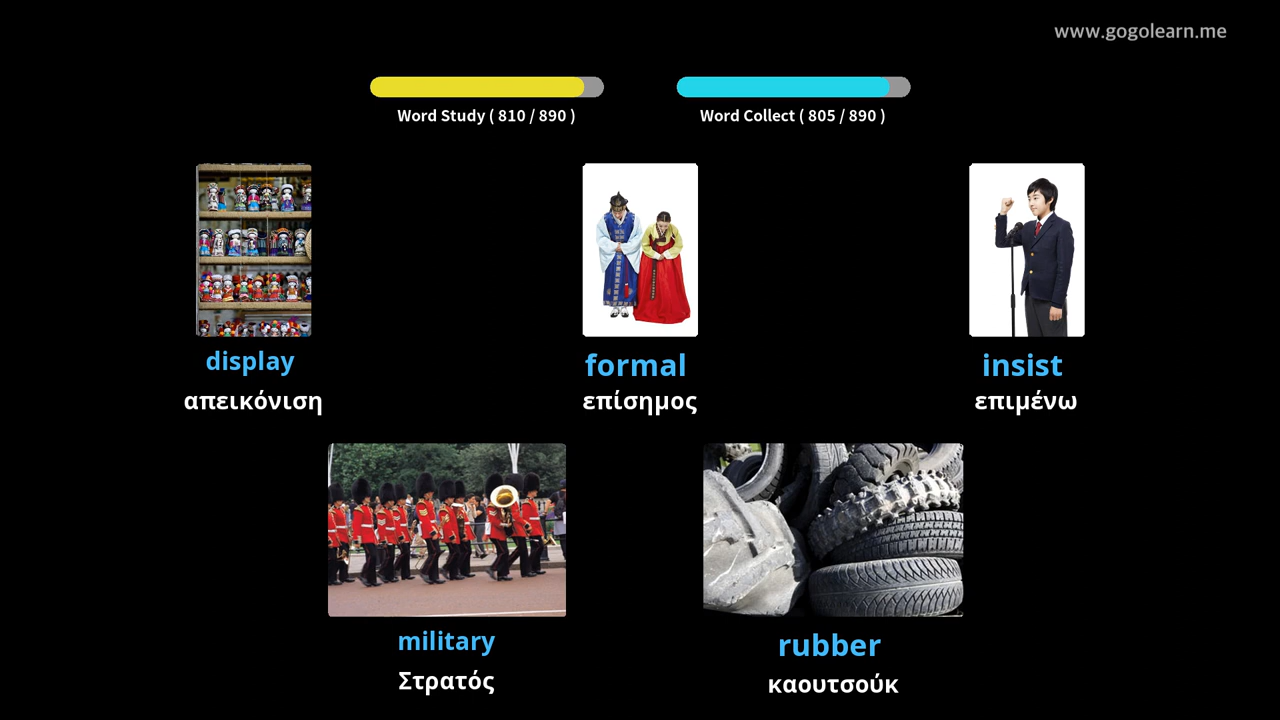 www.gogolearn.me
Word Study ( 810 / 890 )
Word Collect ( 805 / 890 )
display
απεικόνιση
formal
επίσημος
insist
επιμένω
military
Στρατός
rubber
καουτσούκ